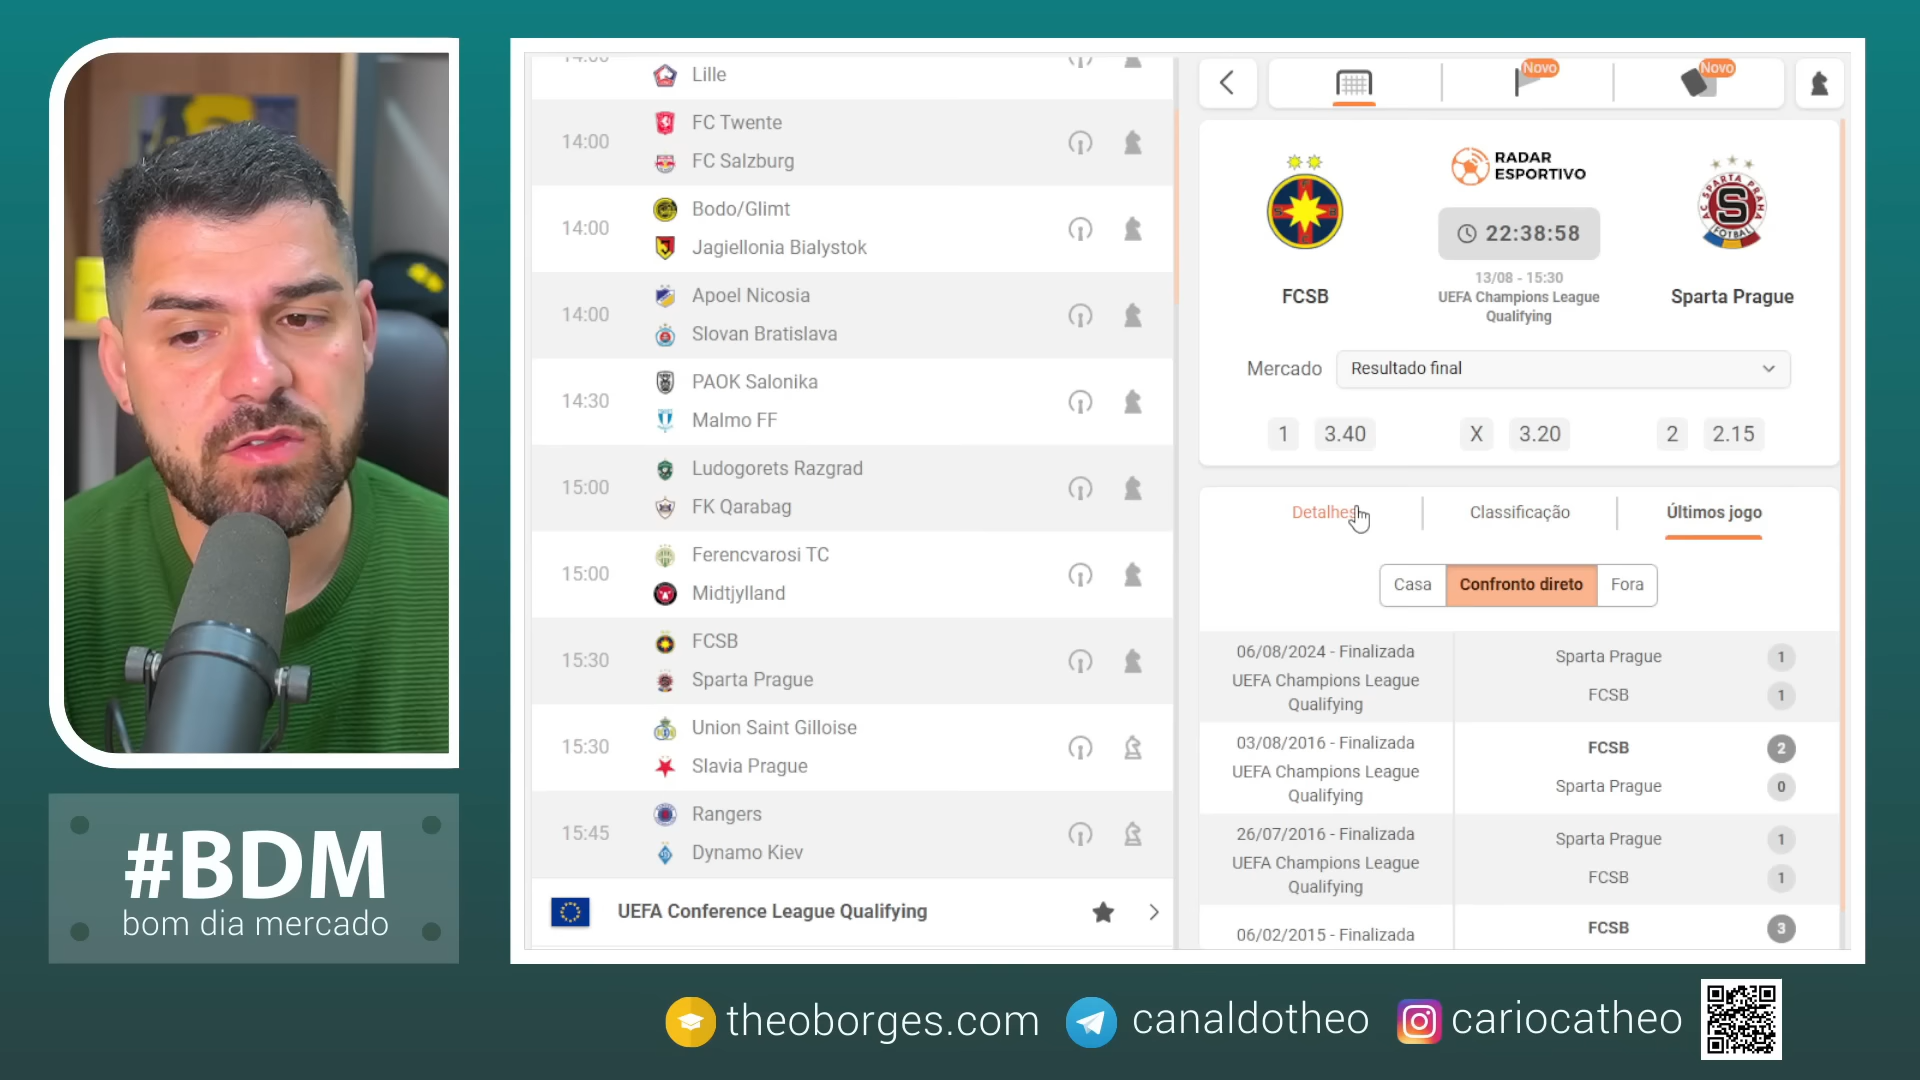 Lille
14:00
FC Twente
FC Salzburg
14:00
Bodo/Glimt
Jagiellonia Bialystok
14:00
Apoel Nicosia
Slovan Bratislava
14:30
PAOK Salonika
Malmo FF
15:00
Ludogorets Razgrad
FK Qarabag
15:00
Ferencvarosi TC
Midtjylland
15:30
FCSB
Sparta Prague
15:30
Union Saint Gilloise
Slavia Prague
15:45
Rangers
Dynamo Kiev
UEFA Conference League Qualifying
Novo
Novo
RADAR
ESPORTIVO
22:38:58
13/08 - 15:30
UEFA Champions League
Qualifying
FCSB
Sparta Prague
Mercado Resultado final
1 3.40 X 3.20 2 2.15
Detalhes Classificação Últimos jogo
Casa Confronto direto Fora
06/08/2024 - Finalizada
UEFA Champions League
Qualifying
Sparta Prague 1
FCSB 1
03/08/2016 - Finalizada
UEFA Champions League
Qualifying
FCSB 2
Sparta Prague 0
26/07/2016 - Finalizada
UEFA Champions League
Qualifying
Sparta Prague 1
FCSB 1
06/02/2015 - Finalizada
FCSB 3
#BDM
bom dia mercado
theoborges.com canaldotheo cariocatheo